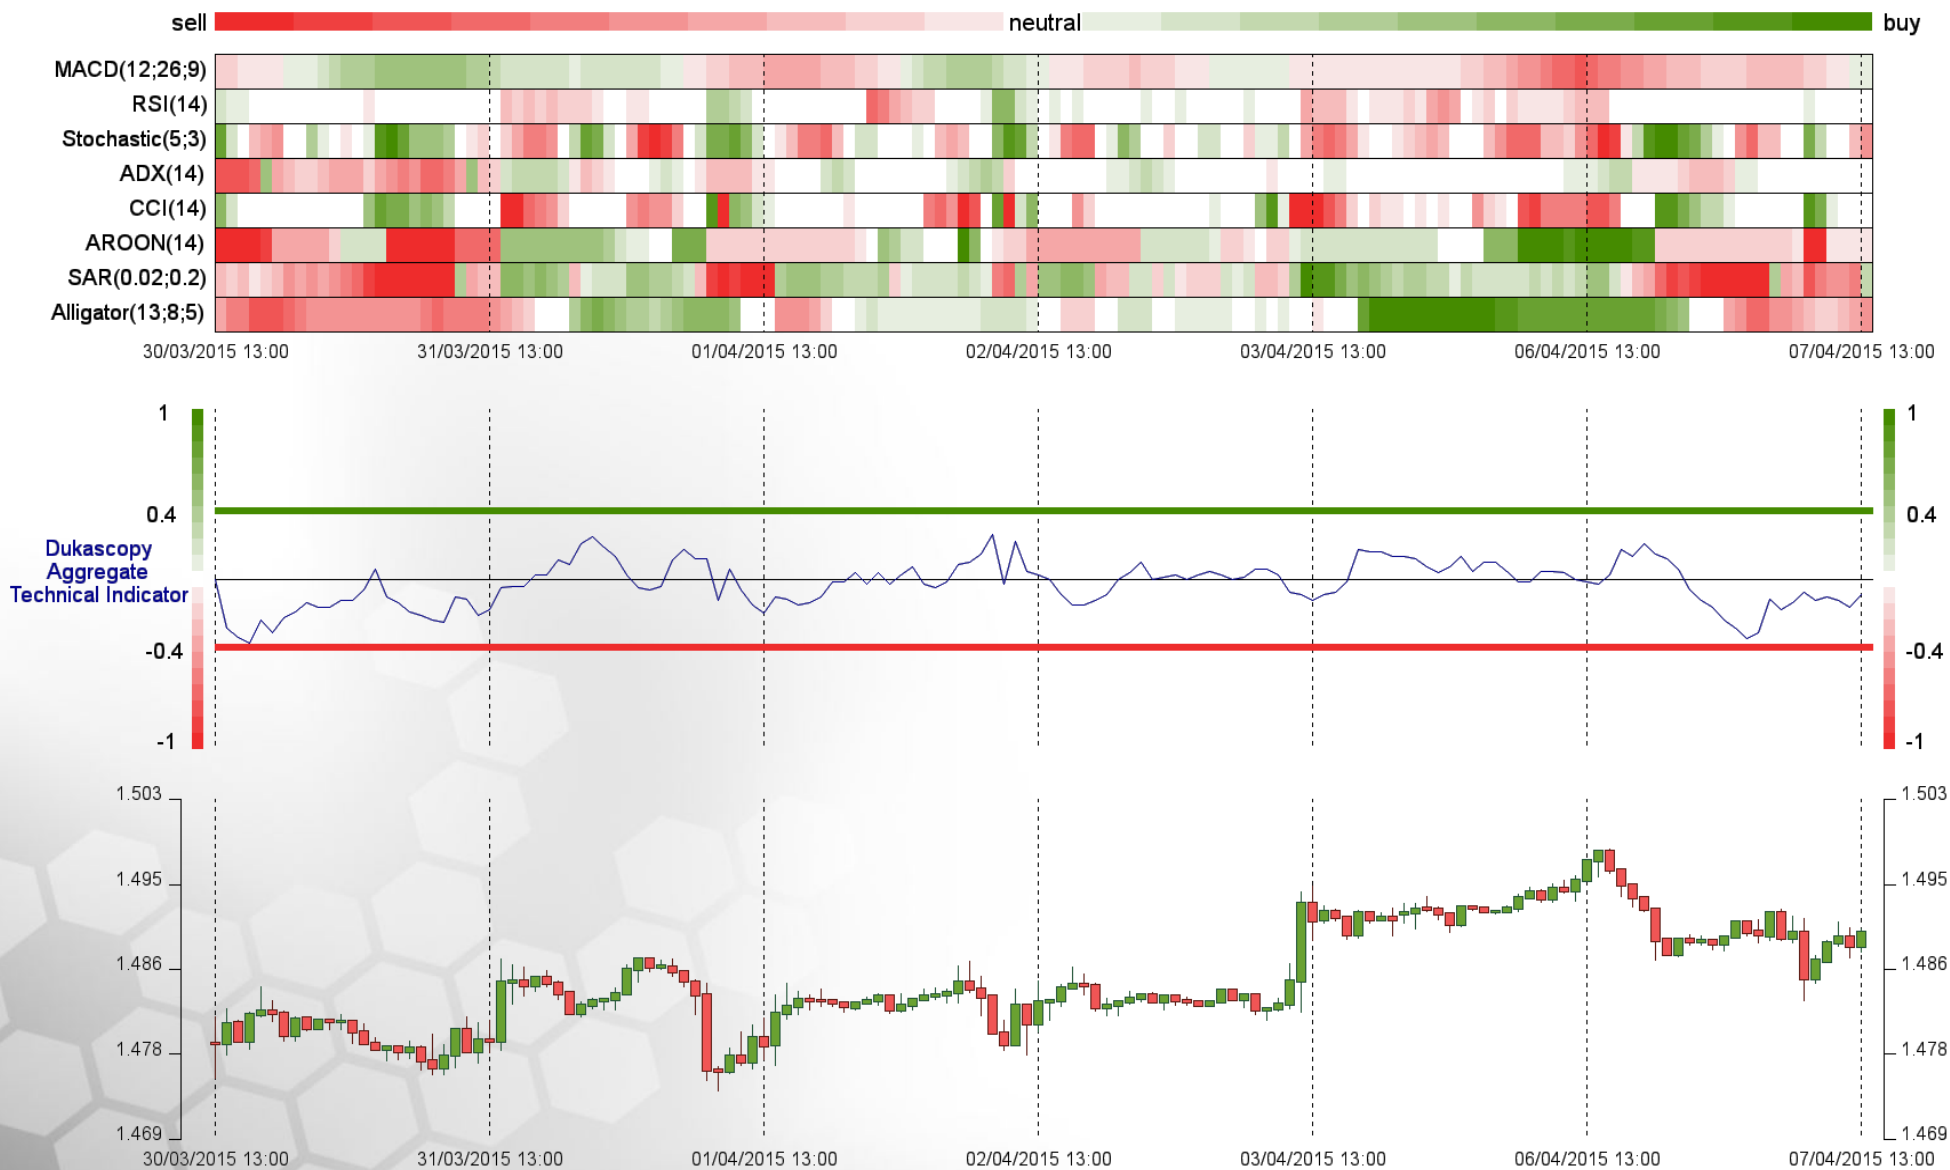 sell neutral buy
MACD(12;26;9)
RSI(14)
Stochastic(5;3)
ADX(14)
CCI(14)
AROON(14)
SAR(0.02;0.2)
Alligator(13;8;5)
30/03/2015 13:00 31/03/2015 13:00 01/04/2015 13:00 02/04/2015 13:00 03/04/2015 13:00 06/04/2015 13:00 07/04/2015 13:00
1 1
0.4 0.4
Dukascopy
Aggregate
Technical Indicator
-0.4 -0.4
-1 -1
1.503 1.503
1.495 1.495
1.486 1.486
1.478 1.478
1.469 1.469
30/03/2015 13:00 31/03/2015 13:00 01/04/2015 13:00 02/04/2015 13:00 03/04/2015 13:00 06/04/2015 13:00 07/04/2015 13:00